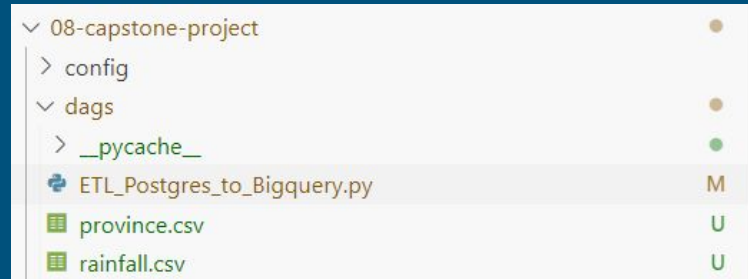 08-capstone-project
config
dags
__pycache__
ETL_Postgres_to_Bigquery.py M
province.csv U
rainfall.csv U